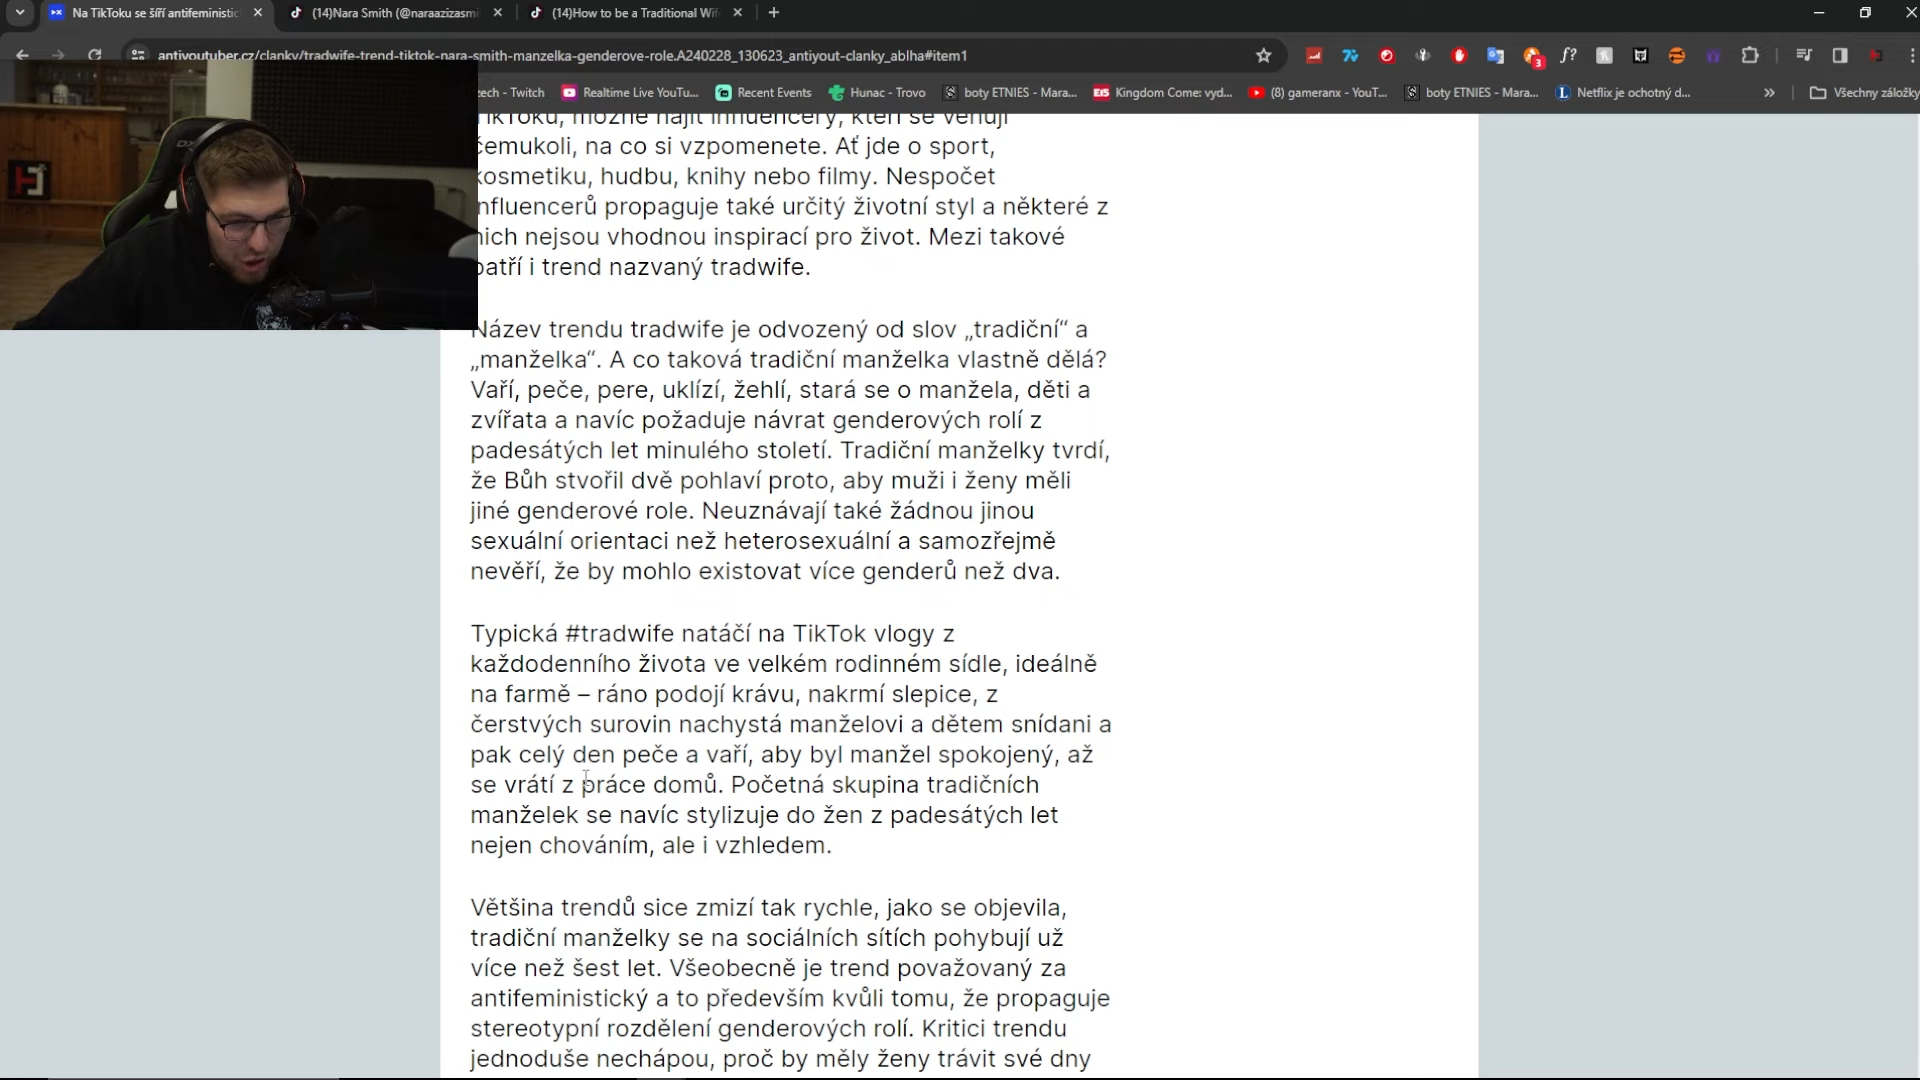 Na TikToku se šíří antifeministic
(14)Nara Smith (@naraazizasmi
(14)How to be a Traditional Wif
antiyoutuber.cz/clanky/tradwife-trend-tiktok-nara-smith-manzelka-genderove-role.A240228_130623_antiyout-clanky_ablha#item1
zech - Twitch
Realtime Live YouTu...
Recent Events
Hunac - Trovo
boty ETNIES - Mara...
Kingdom Come: vyd...
(8) gameranx - YouT...
boty ETNIES - Mara...
Netflix je ochotný d...
Všechny záložky
TikToku, možné najít influencery, kteří se věnují
čemukoli, na co si vzpomenete. Ať jde o sport,
kosmetiku, hudbu, knihy nebo filmy. Nespočet
influencerů propaguje také určitý životní styl a některé z
nich nejsou vhodnou inspirací pro život. Mezi takové
patří i trend nazvaný tradwife.
Název trendu tradwife je odvozený od slov „tradiční“ a
„manželka“. A co taková tradiční manželka vlastně dělá?
Vaří, peče, pere, uklízí, žehlí, stará se o manžela, děti a
zvířata a navíc požaduje návrat genderových rolí z
padesátých let minulého století. Tradiční manželky tvrdí,
že Bůh stvořil dvě pohlaví proto, aby muži i ženy měli
jiné genderové role. Neuznávají také žádnou jinou
sexuální orientaci než heterosexuální a samozřejmě
nevěří, že by mohlo existovat více genderů než dva.
Typická #tradwife natáčí na TikTok vlogy z
každodenního života ve velkém rodinném sídle, ideálně
na farmě – ráno podojí krávu, nakrmí slepice, z
čerstvých surovin nachystá manželovi a dětem snídani a
pak celý den peče a vaří, aby byl manžel spokojený, až
se vrátí z práce domů. Početná skupina tradičních
manželek se navíc stylizuje do žen z padesátých let
nejen chováním, ale i vzhledem.
Většina trendů sice zmizí tak rychle, jako se objevila,
tradiční manželky se na sociálních sítích pohybují už
více než šest let. Všeobecně je trend považovaný za
antifeministický a to především kvůli tomu, že propaguje
stereotypní rozdělení genderových rolí. Kritici trendu
jednoduše nechápou, proč by měly ženy trávit své dny